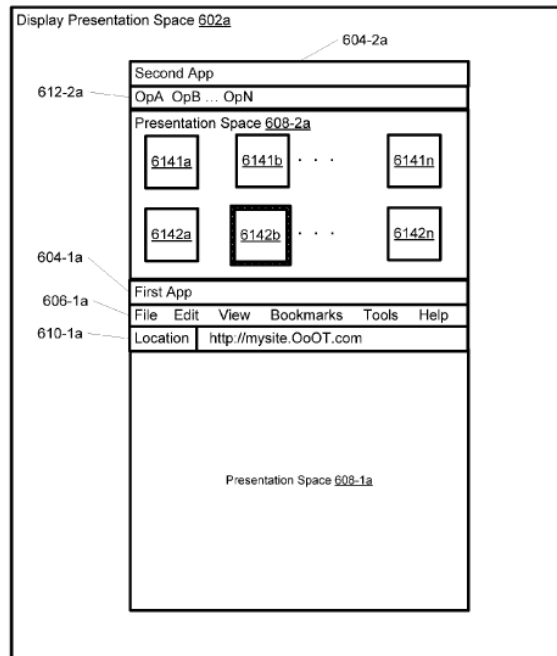 Display Presentation Space 602a
604-2a
Second App
612-2a
OpA OpB ... OpN
Presentation Space 608-2a
6141a 6141b . . . 6141n
6142a 6142b . . . 6142n
604-1a
First App
606-1a
File Edit View Bookmarks Tools Help
610-1a
Location http://mysite.OoOT.com
Presentation Space 608-1a